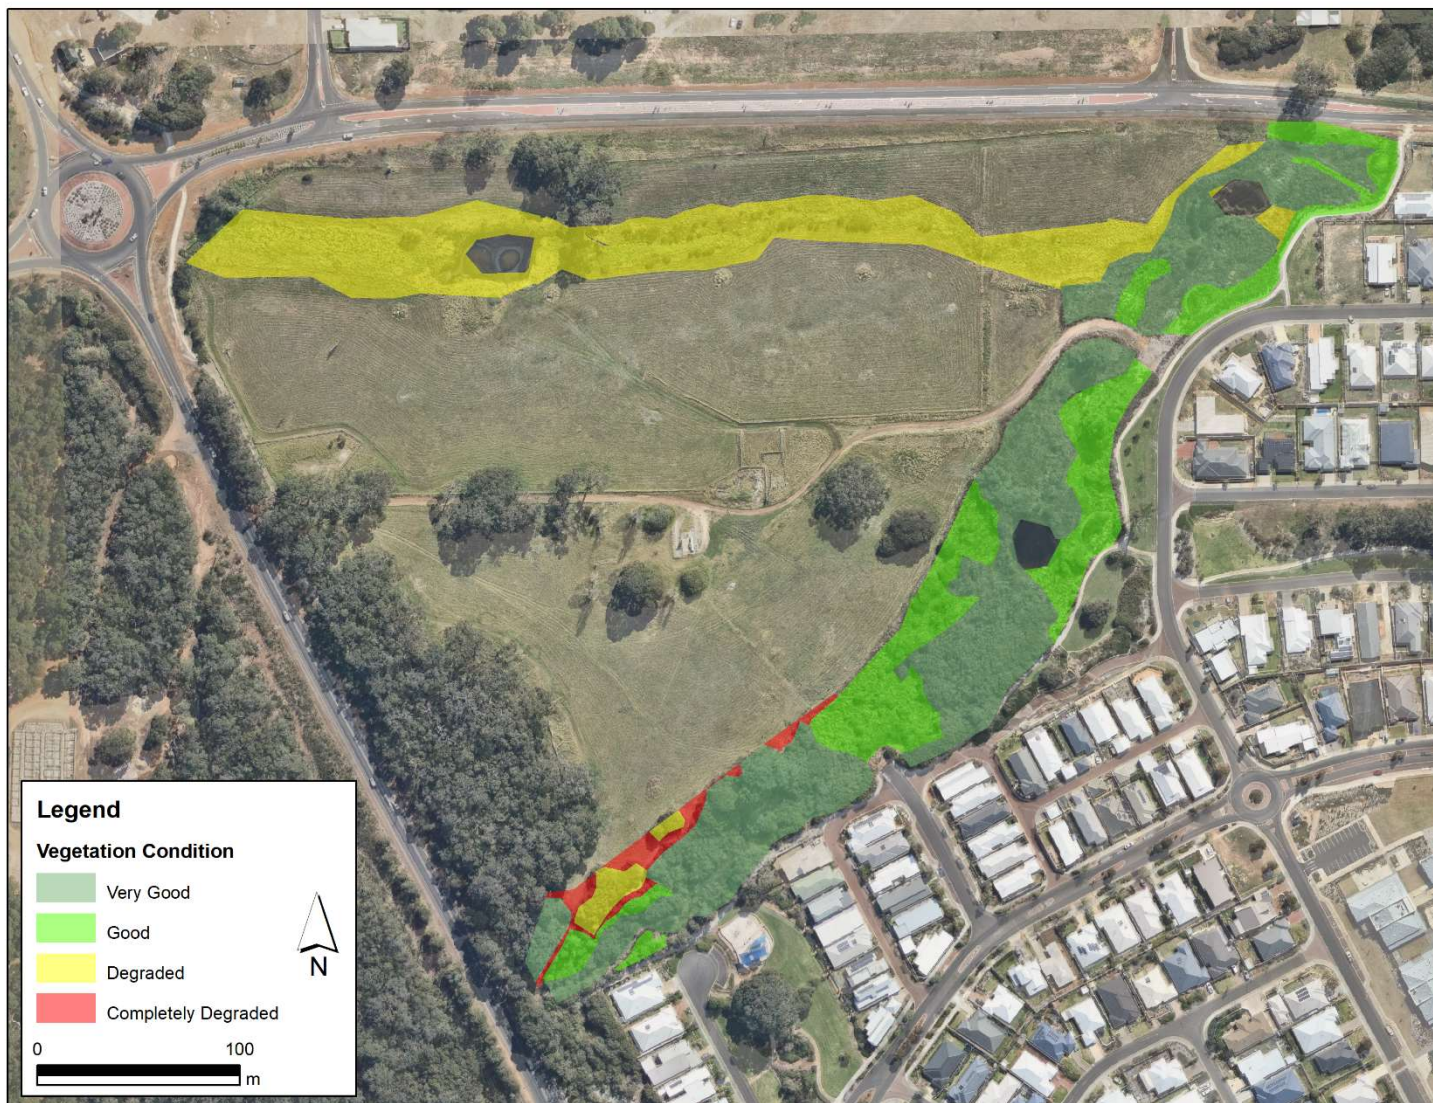 Legend
Vegetation Condition
Very Good
Good
Degraded
Completely Degraded
N
0 100
m